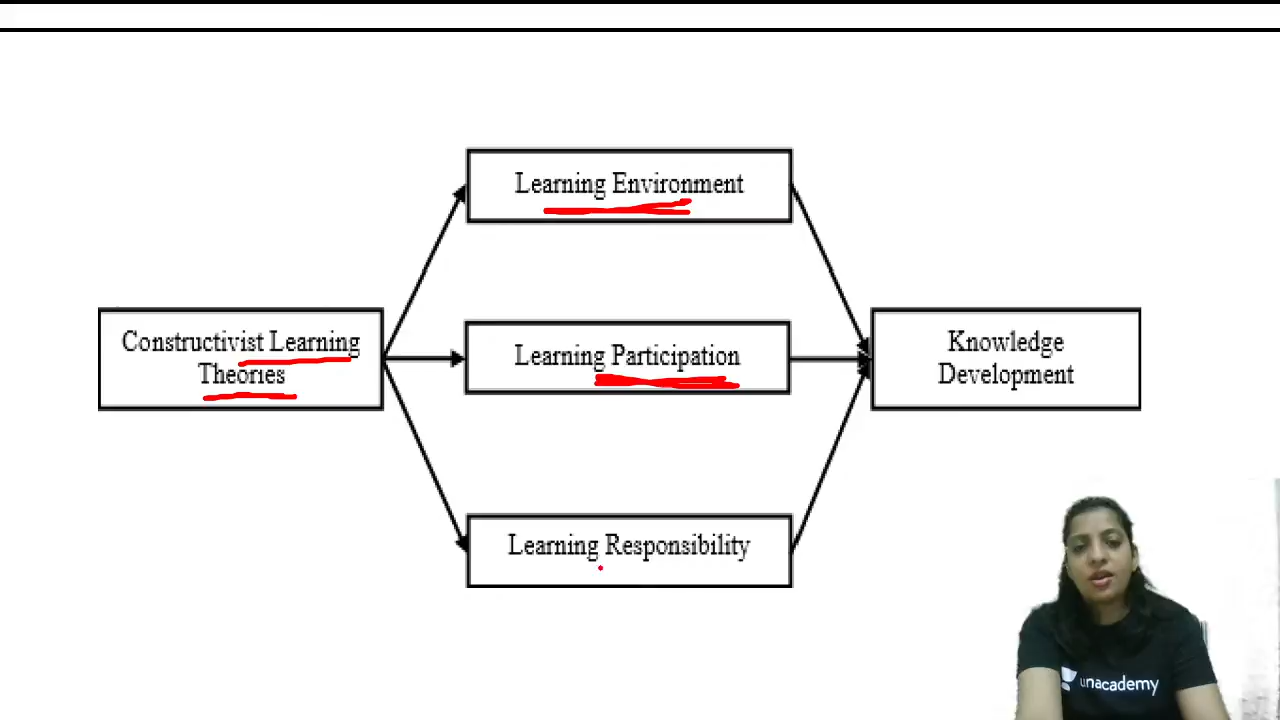 Learning Environment
Constructivist Learning
Theories
Learning Participation
Knowledge
Development
Learning Responsibility
unacademy